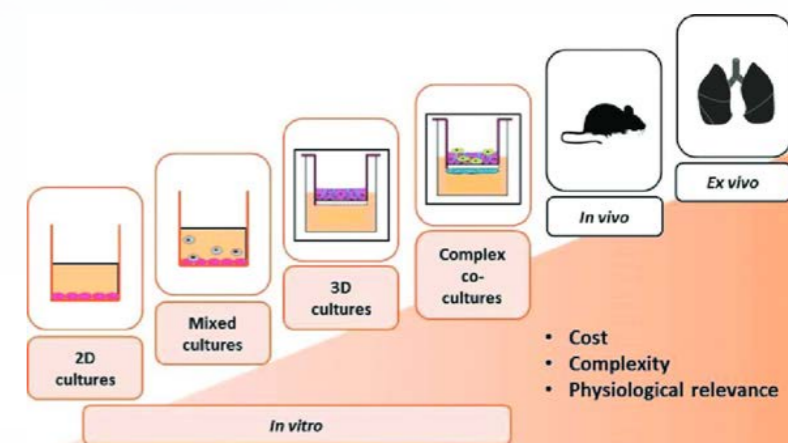 2D
cultures
Mixed
cultures
3D
cultures
Complex
co-
cultures
In vivo
Ex vivo
• Cost
• Complexity
• Physiological relevance
In vitro